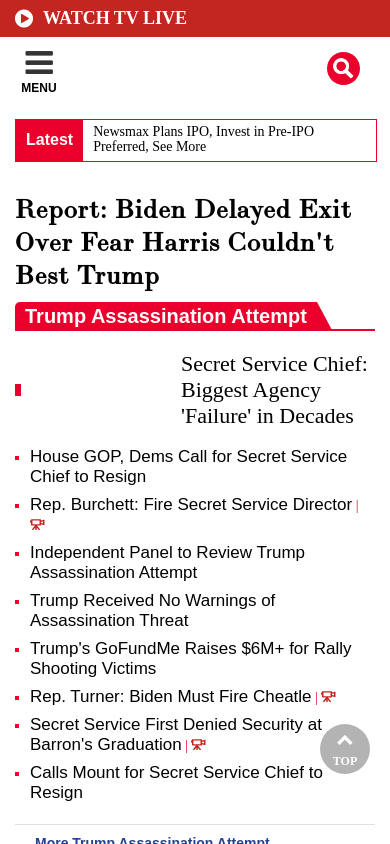 WATCH TV LIVE
MENU
Latest
Newsmax Plans IPO, Invest in Pre-IPO
Preferred, See More
Report: Biden Delayed Exit
Over Fear Harris Couldn't
Best Trump
Trump Assassination Attempt
Secret Service Chief:
Biggest Agency
'Failure' in Decades
House GOP, Dems Call for Secret Service
Chief to Resign
Rep. Burchett: Fire Secret Service Director |
Independent Panel to Review Trump
Assassination Attempt
Trump Received No Warnings of
Assassination Threat
Trump's GoFundMe Raises $6M+ for Rally
Shooting Victims
Rep. Turner: Biden Must Fire Cheatle |
Secret Service First Denied Security at
Barron's Graduation |
Calls Mount for Secret Service Chief to
Resign
TOP
More Trump Assassination Attempt